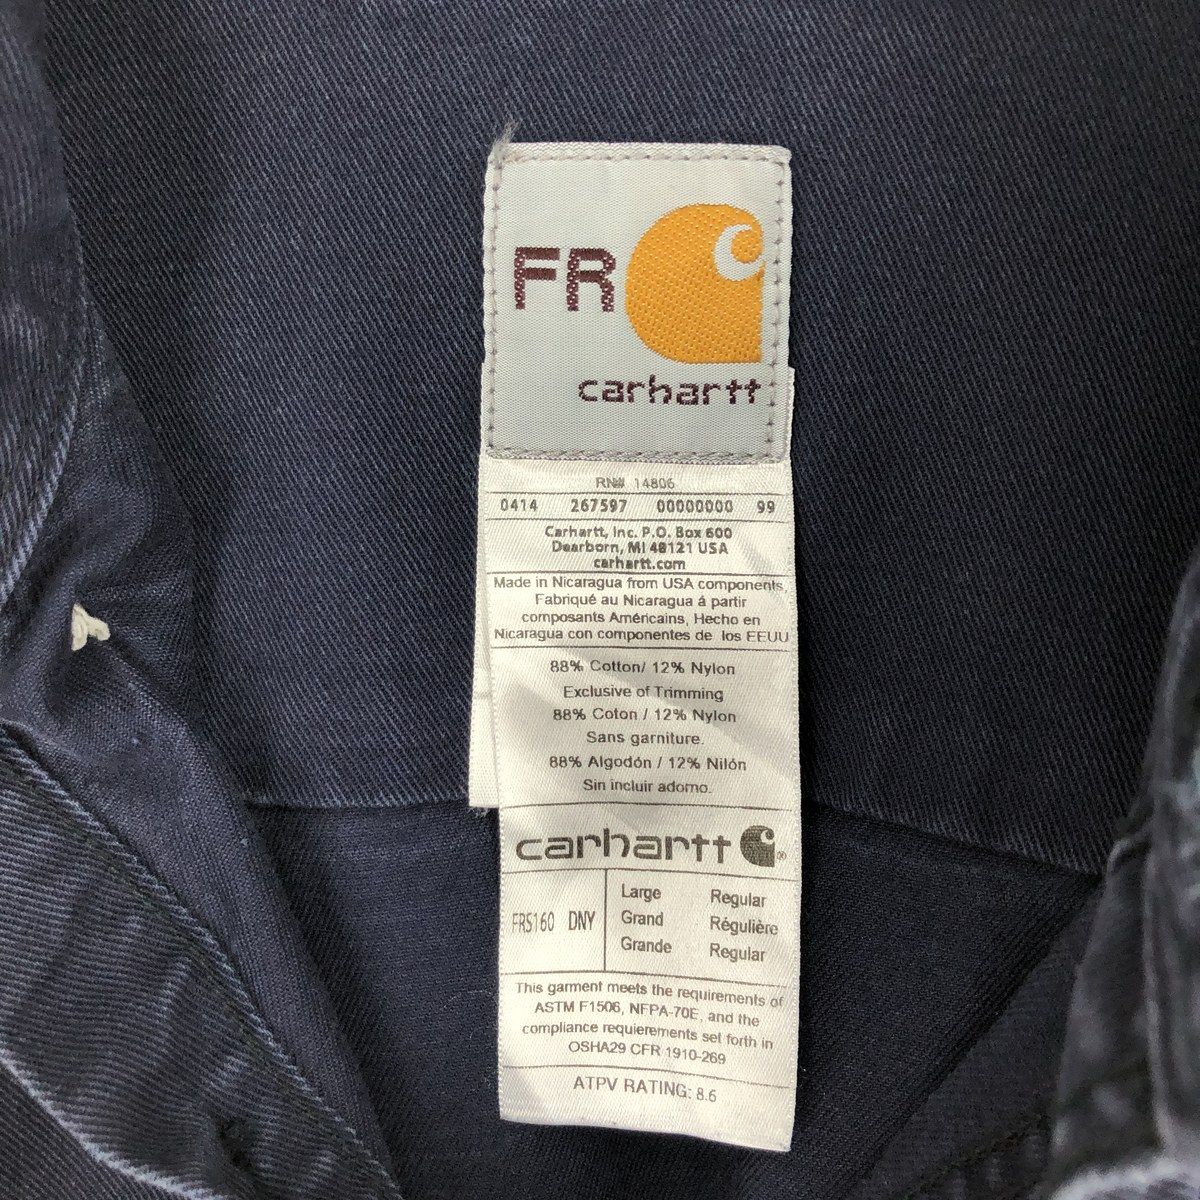 FR
carhartt
RN# 14806
0414 267597 00000000 99
Carhartt, Inc. P.O. Box 600
Dearborn, MI 48121 USA
carhartt.com
Made in Nicaragua from USA components,
Fabriqué au Nicaragua á partir
composants Américains, Hecho en
Nicaragua con componentes de los EEUU
88% Cotton/ 12% Nylon
Exclusive of Trimming
88% Coton / 12% Nylon
Sans garniture.
88% Algodón / 12% Nilón
Sin incluir adorno.
carhartt ®
FRS160 DNY
Large Regular
Grand Régulière
Grande Regular
This garment meets the requirements of
ASTM F1506, NFPA-70E, and the
compliance requierements set forth in
OSHA29 CFR 1910-269
ATPV RATING: 8.6